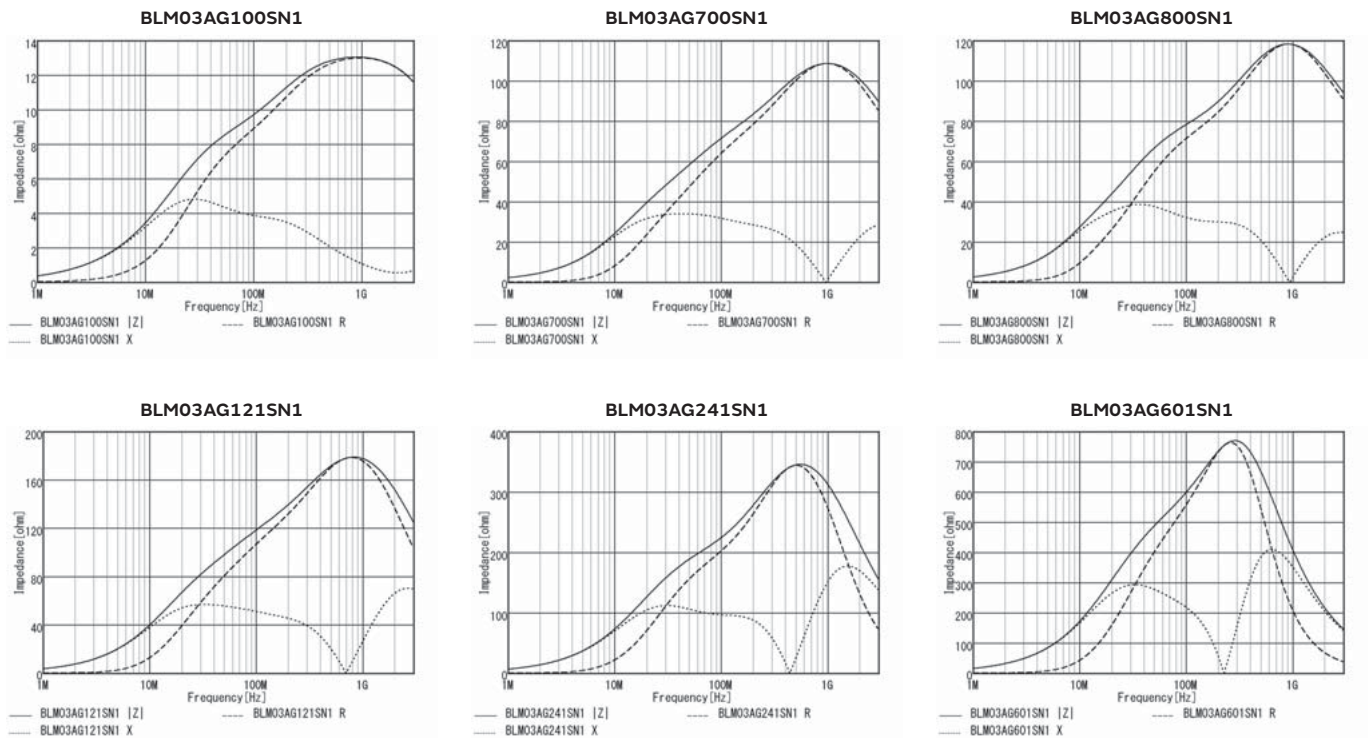 BLM03AG100SN1
14
12
10
8
6
4
2
0
Impedance[ohm]
1M
10M
100M
1G
Frequency[Hz]
BLM03AG100SN1 |Z|
BLM03AG100SN1 R
BLM03AG100SN1 X
BLM03AG700SN1
120
100
80
60
40
20
0
Impedance[ohm]
1M
10M
100M
1G
Frequency[Hz]
BLM03AG700SN1 |Z|
BLM03AG700SN1 R
BLM03AG700SN1 X
BLM03AG800SN1
120
100
80
60
40
20
0
Impedance[ohm]
1M
10M
100M
1G
Frequency[Hz]
BLM03AG800SN1 |Z|
BLM03AG800SN1 R
BLM03AG800SN1 X
BLM03AG121SN1
200
160
120
80
40
0
Impedance[ohm]
1M
10M
100M
1G
Frequency[Hz]
BLM03AG121SN1 |Z|
BLM03AG121SN1 R
BLM03AG121SN1 X
BLM03AG241SN1
400
300
200
100
0
Impedance[ohm]
1M
10M
100M
1G
Frequency[Hz]
BLM03AG241SN1 |Z|
BLM03AG241SN1 R
BLM03AG241SN1 X
BLM03AG601SN1
800
700
600
500
400
300
200
100
0
Impedance[ohm]
1M
10M
100M
1G
Frequency[Hz]
BLM03AG601SN1 |Z|
BLM03AG601SN1 R
BLM03AG601SN1 X